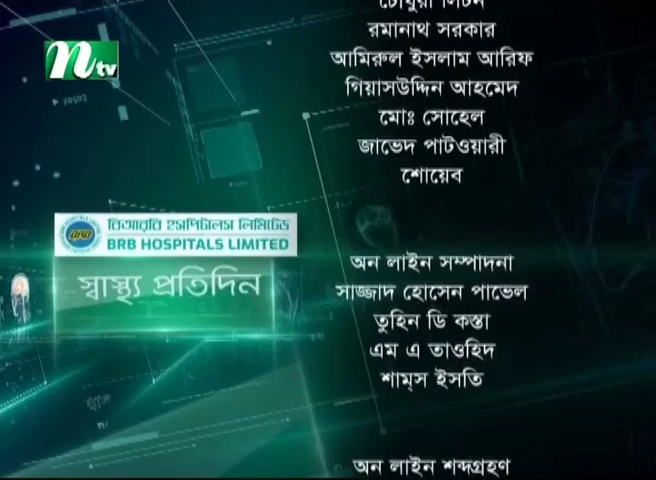 ntv
চৌধুরী লিটন
রমানাথ সরকার
আমিরুল ইসলাম আরিফ
গিয়াসউদ্দিন আহমেদ
মোঃ সোহেল
জাভেদ পাটওয়ারী
শোয়েব
বিআরবি হসপিটালস লিমিটেড
BRB HOSPITALS LIMITED
স্বাস্থ্য প্রতিদিন
অন লাইন সম্পাদনা
সাজ্জাদ হোসেন পাভেল
তুহিন ডি কস্তা
এম এ তাওহিদ
শাম্‌স ইসতি
অন লাইন শব্দগ্রহণ